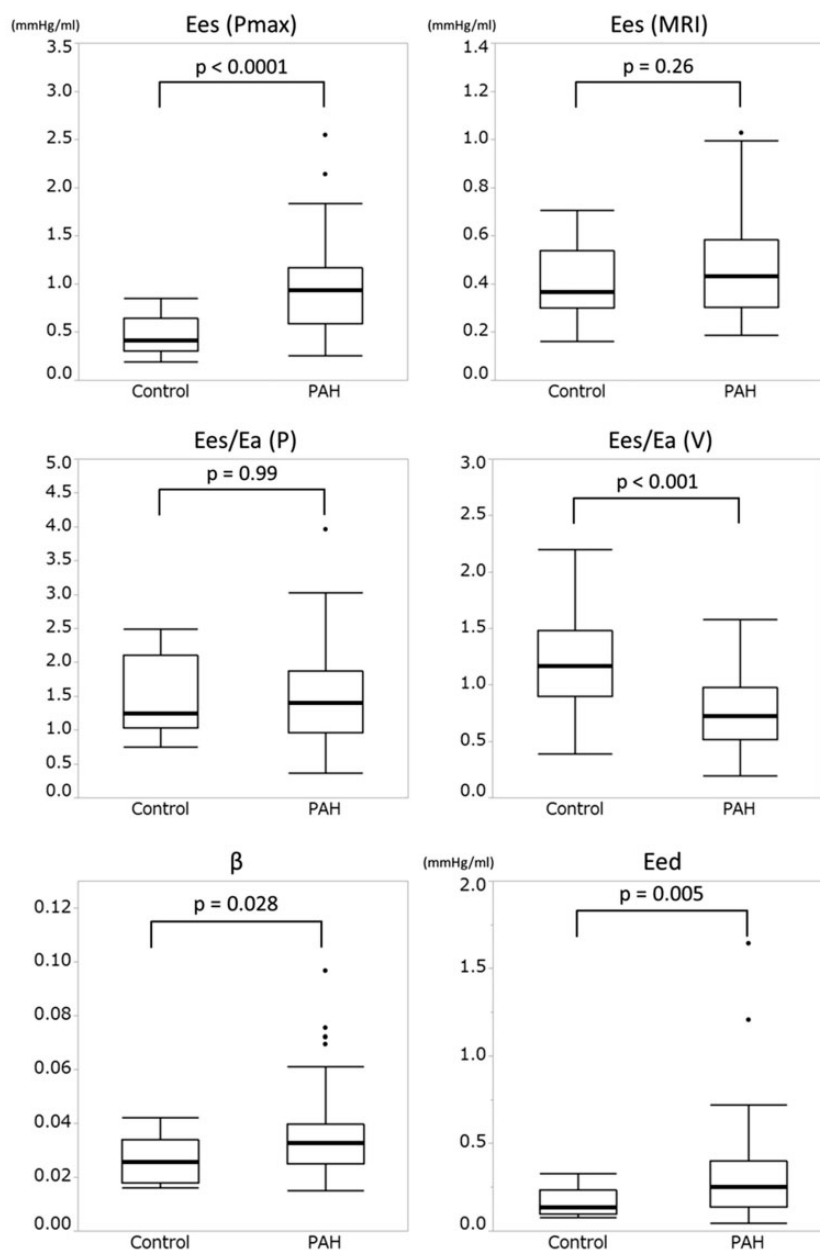 (mmHg/ml) Ees (Pmax)
3.5
p < 0.0001
3.0
2.5
2.0
1.5
1.0
0.5
0.0
Control PAH
(mmHg/ml) Ees (MRI)
1.4
p = 0.26
1.2
1.0
0.8
0.6
0.4
0.2
0.0
Control PAH
Ees/Ea (P)
5.0
p = 0.99
4.5
4.0
3.5
3.0
2.5
2.0
1.5
1.0
0.5
0.0
Control PAH
Ees/Ea (V)
3.0
p < 0.001
2.5
2.0
1.5
1.0
0.5
0.0
Control PAH
β
0.12
p = 0.028
0.10
0.08
0.06
0.04
0.02
0.00
Control PAH
(mmHg/ml) Eed
2.0
p = 0.005
1.5
1.0
0.5
0.0
Control PAH